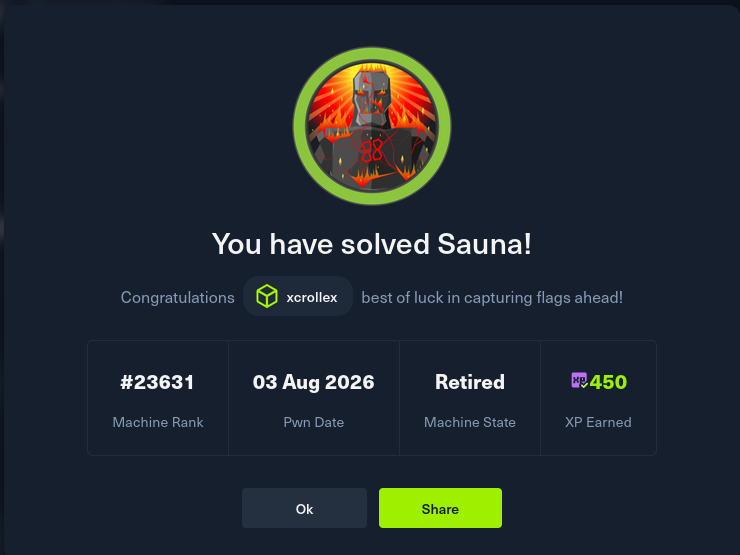 You have solved Sauna!
Congratulations xcrollex best of luck in capturing flags ahead!
#23631 03 Aug 2026 Retired XP 450
Machine Rank Pwn Date Machine State XP Earned
Ok Share